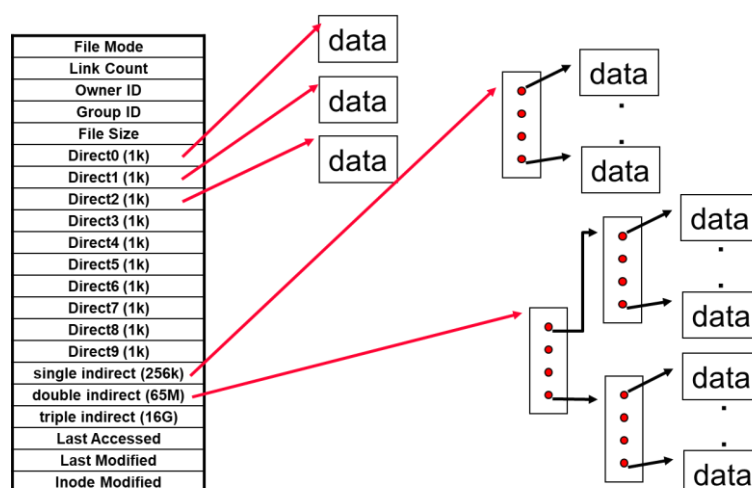 File Mode
Link Count
Owner ID
Group ID
File Size
Direct0 (1k)
Direct1 (1k)
Direct2 (1k)
Direct3 (1k)
Direct4 (1k)
Direct5 (1k)
Direct6 (1k)
Direct7 (1k)
Direct8 (1k)
Direct9 (1k)
single indirect (256k)
double indirect (65M)
triple indirect (16G)
Last Accessed
Last Modified
Inode Modified
data
data
data
data
data
data
data
data
data